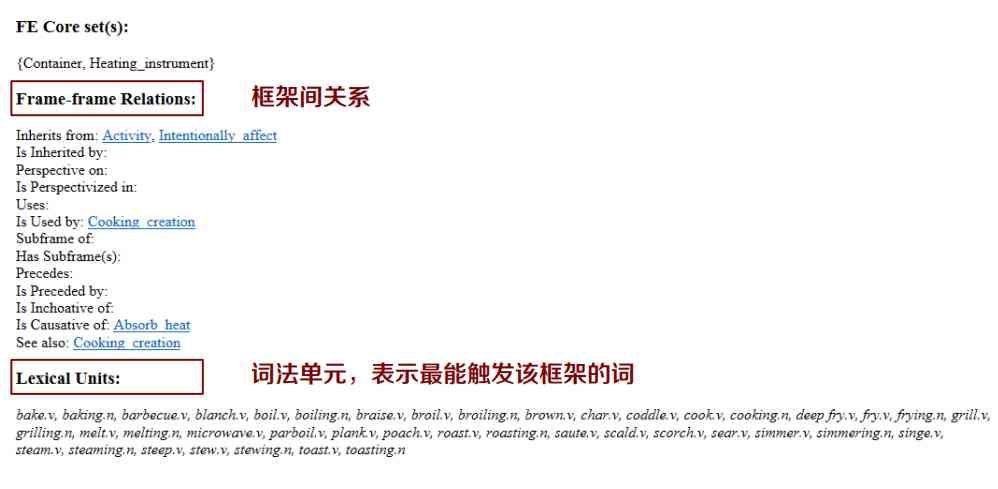 FE Core set(s):
{Container, Heating_instrument}
Frame-frame Relations:
框架间关系
Inherits from: Activity, Intentionally_affect
Is Inherited by:
Perspective on:
Is Perspectivized in:
Uses:
Is Used by: Cooking_creation
Subframe of:
Has Subframe(s):
Precedes:
Is Preceded by:
Is Inchoative of:
Is Causative of: Absorb_heat
See also: Cooking_creation
Lexical Units:
词法单元，表示最能触发该框架的词
bake.v, baking.n, barbecue.v, blanch.v, boil.v, boiling.n, braise.v, broil.v, broiling.n, brown.v, char.v, coddle.v, cook.v, cooking.n, deep fry.v, fry.v, frying.n, grill.v,
grilling.n, melt.v, melting.n, microwave.v, parboil.v, plank.v, poach.v, roast.v, roasting.n, saute.v, scald.v, scorch.v, sear.v, simmer.v, simmering.n, singe.v,
steam.v, steaming.n, steep.v, stew.v, stewing.n, toast.v, toasting.n